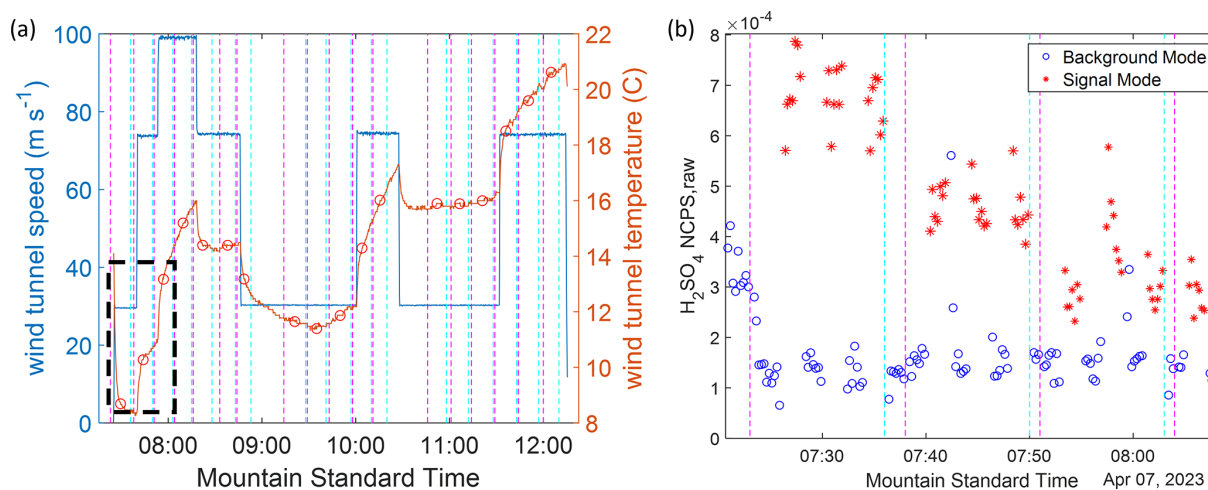 (a)
100
80
60
40
20
0
wind tunnel speed (m s⁻¹)
22
20
18
16
14
12
10
8
wind tunnel temperature (C)
08:00 09:00 10:00 11:00 12:00
Mountain Standard Time
(b)
×10⁻⁴
8
7
6
5
4
3
2
1
0
H₂SO₄ NCPS,raw
Background Mode
Signal Mode
07:30 07:40 07:50 08:00
Mountain Standard Time Apr 07, 2023